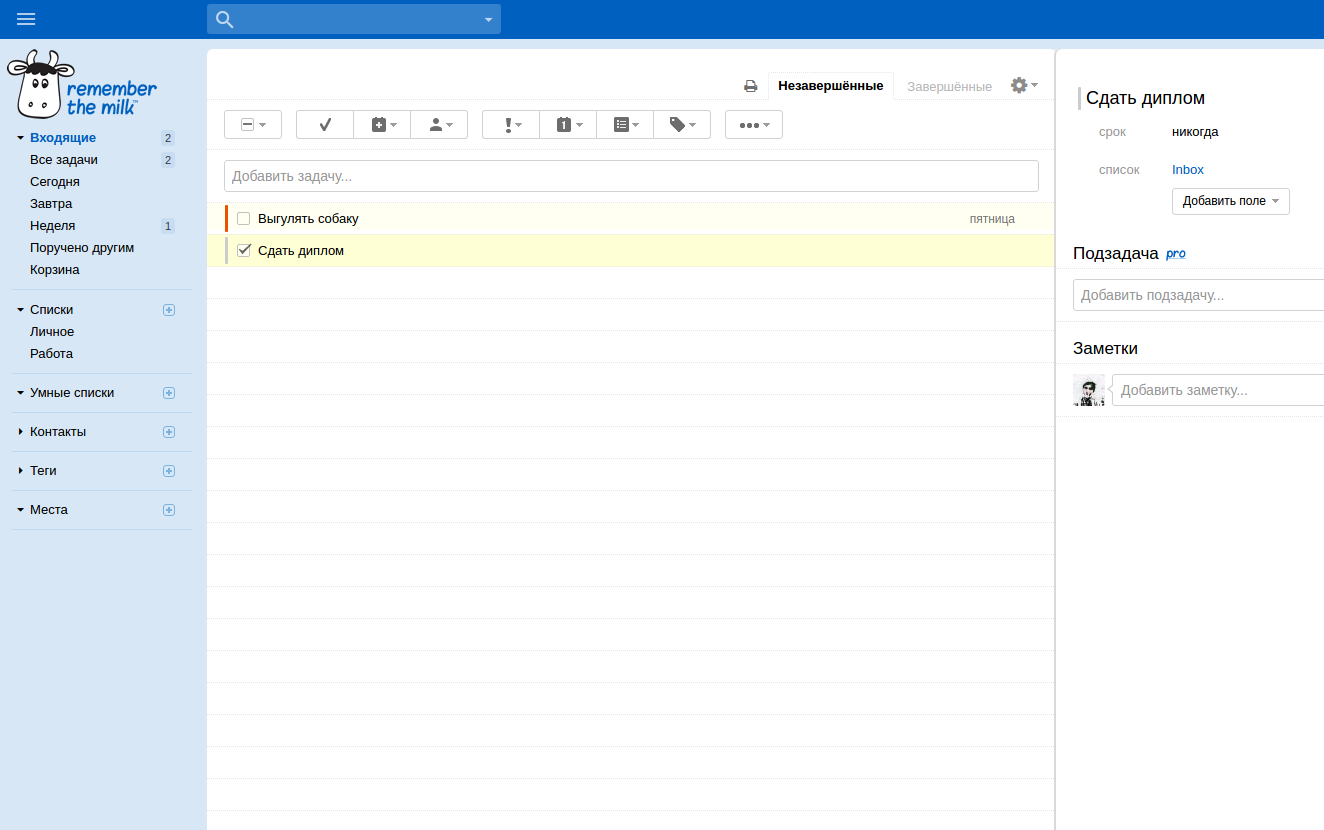 remember
the milk™
Входящие 2
Все задачи 2
Сегодня
Завтра
Неделя 1
Поручено другим
Корзина
Списки
Личное
Работа
Умные списки
Контакты
Теги
Места
Незавершённые Завершённые
1
Добавить задачу...
Выгулять собаку пятница
Сдать диплом
Сдать диплом
срок никогда
список Inbox
Добавить поле
Подзадача pro
Добавить подзадачу...
Заметки
Добавить заметку...